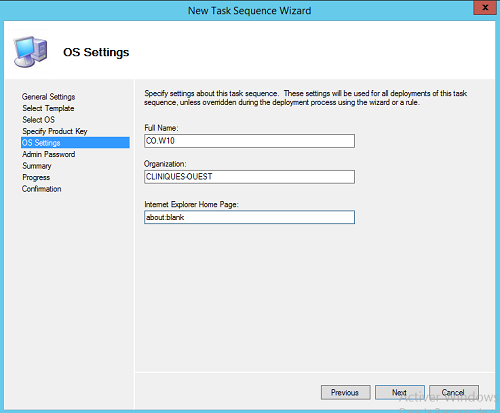 New Task Sequence Wizard
x
OS Settings
General Settings
Select Template
Select OS
Specify Product Key
OS Settings
Admin Password
Summary
Progress
Confirmation
Specify settings about this task sequence. These settings will be used for all deployments of this task
sequence, unless overridden during the deployment process using the wizard or a rule.
Full Name:
CO.W10
Organization:
CLINIQUES-OUEST
Internet Explorer Home Page:
about:blank
Previous
Next
Cancel
Activer Windows